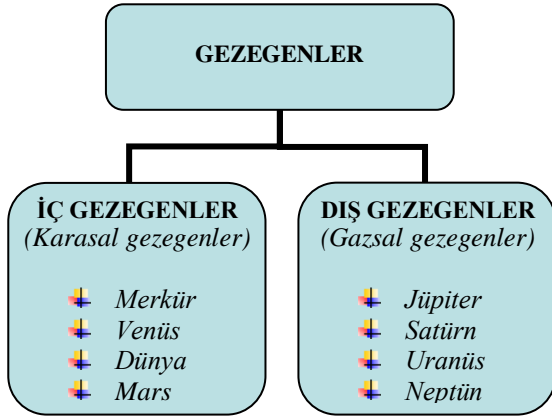 GEZEGENLER
İÇ GEZEGENLER
(Karasal gezegenler)
Merkür
Venüs
Dünya
Mars
DIŞ GEZEGENLER
(Gazsal gezegenler)
Jüpiter
Satürn
Uranüs
Neptün